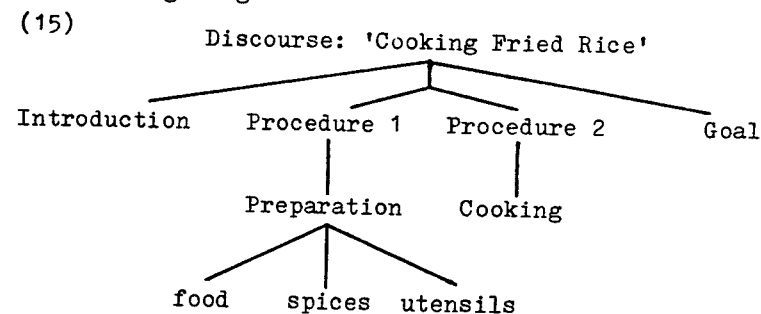 (15)
Discourse: 'Cooking Fried Rice'
Introduction Procedure 1 Procedure 2 Goal
Preparation Cooking
food spices utensils